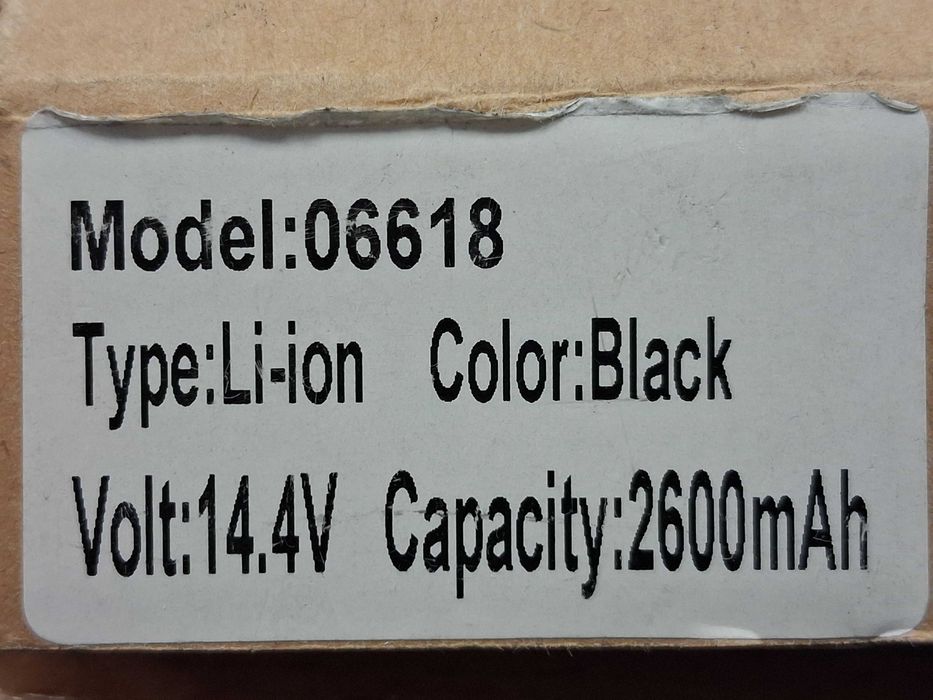 Model:06618
Type:Li-ion Color:Black
Volt:14.4V Capacity:2600mAh